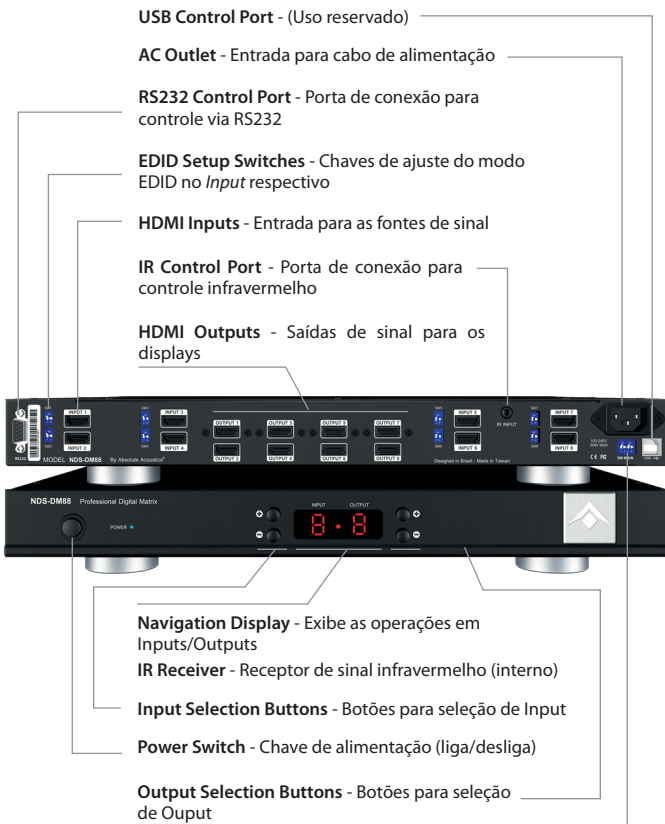 USB Control Port - (Uso reservado)
AC Outlet - Entrada para cabo de alimentação
RS232 Control Port - Porta de conexão para
controle via RS232
EDID Setup Switches - Chaves de ajuste do modo
EDID no Input respectivo
HDMI Inputs - Entrada para as fontes de sinal
IR Control Port - Porta de conexão para
controle infravermelho
HDMI Outputs - Saídas de sinal para os
displays
RS232
SW1
INPUT 1
INPUT 2
MODEL NDS-DM88
By Absolute Acoustics
INPUT 3
INPUT 4
OUTPUT 1 OUTPUT 3 OUTPUT 5 OUTPUT 7
OUTPUT 4 OUTPUT 6 OUTPUT 8
INPUT 5
INPUT 6
IR INPUT
INPUT 7
INPUT 8
Designed in Brazil - Made in Taiwan
100-240V
SW MAIN
USB
NDS-DM88 Professional Digital Matrix
POWER
INPUT OUTPUT
8 . 8
Navigation Display - Exibe as operações em
Inputs/Outputs
IR Receiver - Receptor de sinal infravermelho (interno)
Input Selection Buttons - Botões para seleção de Input
Power Switch - Chave de alimentação (liga/desliga)
Output Selection Buttons - Botões para seleção
de Ouput